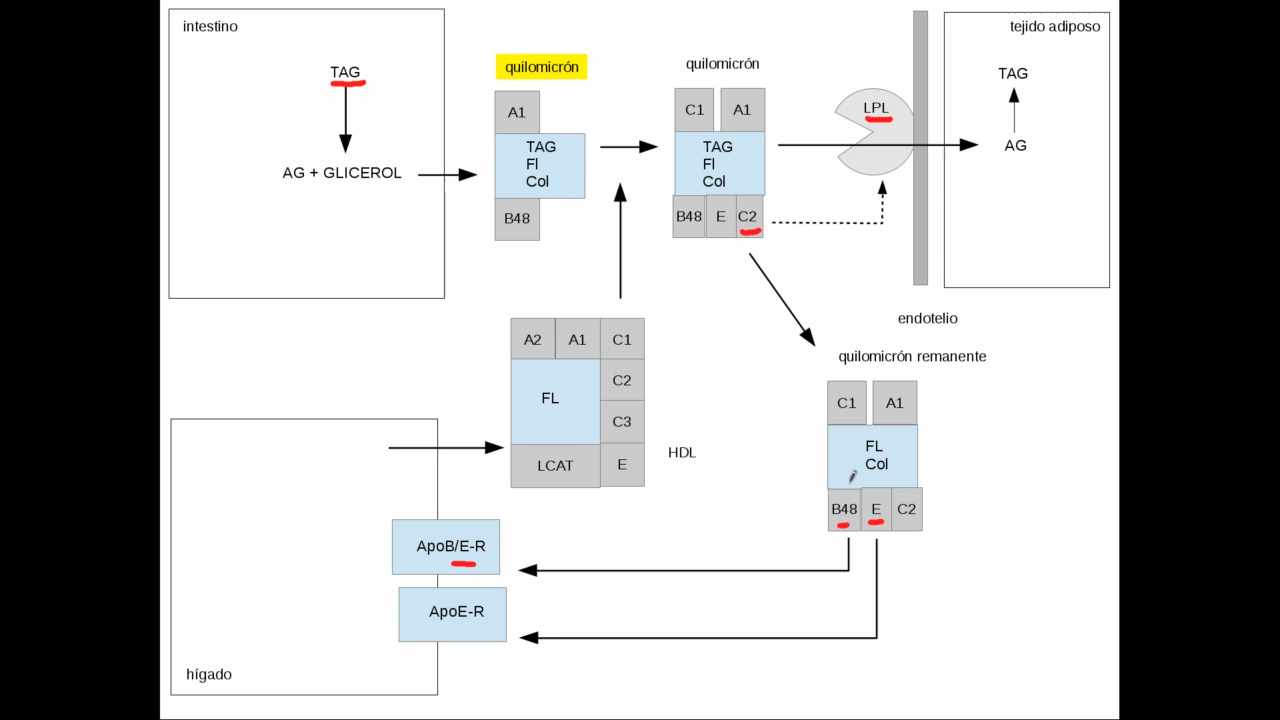 intestino
TAG
AG + GLICEROL
quilomicrón
A1
TAG
Fl
Col
B48
quilomicrón
C1
A1
TAG
Fl
Col
B48
E
C2
LPL
tejido adiposo
TAG
AG
endotelio
A2
A1
C1
FL
C2
C3
LCAT
E
HDL
quilomicrón remanente
C1
A1
FL
Col
B48
E
C2
ApoB/E-R
ApoE-R
hígado